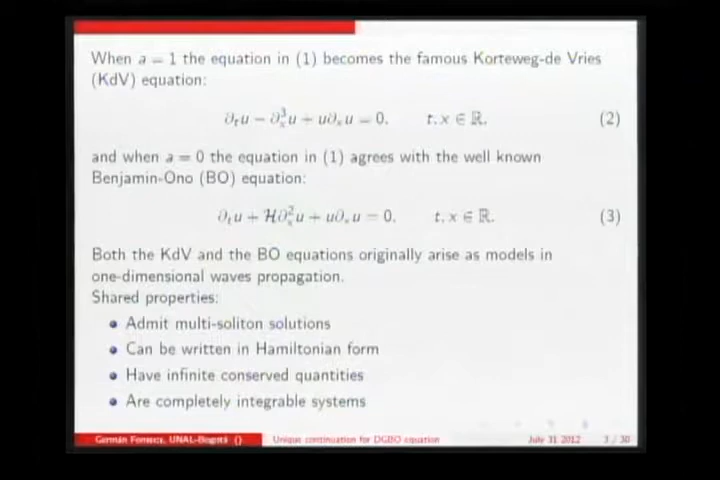 When a = 1 the equation in (1) becomes the famous Korteweg-de Vries
(KdV) equation:
∂ₜu − ∂ₓ³u + u∂ₓu = 0, t, x ∈ ℝ, (2)
and when a = 0 the equation in (1) agrees with the well known
Benjamin-Ono (BO) equation:
∂ₜu + ℋ∂ₓ²u + u∂ₓu = 0, t, x ∈ ℝ, (3)
Both the KdV and the BO equations originally arise as models in
one-dimensional waves propagation.
Shared properties:
Admit multi-soliton solutions
Can be written in Hamiltonian form
Have infinite conserved quantities
Are completely integrable systems
Germán Fonseca, UNAL-Bogotá () Unique continuation for DGBO equation July 31 2012 3 / 30